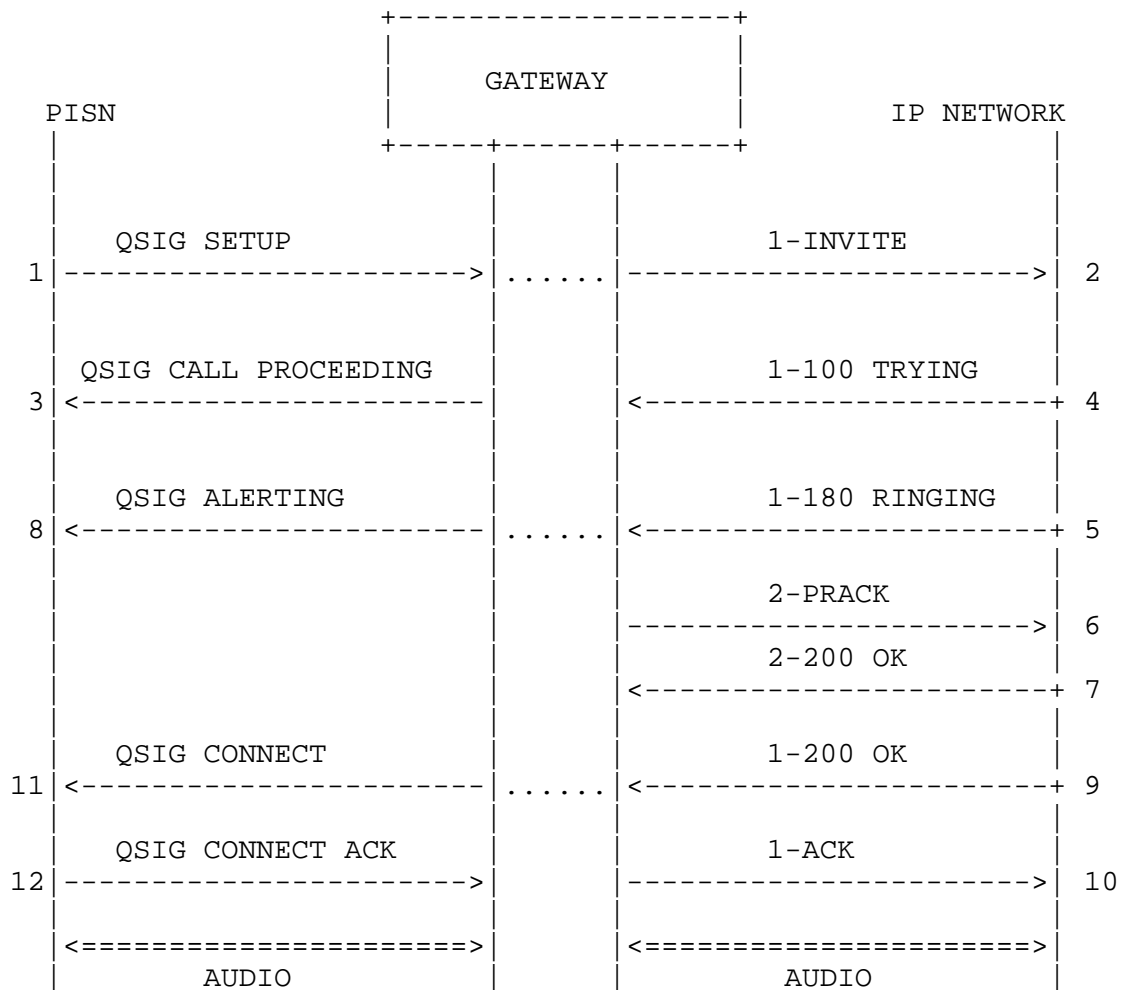 GATEWAY
PISN IP NETWORK
QSIG SETUP 1-INVITE
1 ...... 2
QSIG CALL PROCEEDING 1-100 TRYING
3 4
QSIG ALERTING 1-180 RINGING
8 ...... 5
2-PRACK
6
2-200 OK
7
QSIG CONNECT 1-200 OK
11 ...... 9
QSIG CONNECT ACK 1-ACK
12 10
AUDIO AUDIO